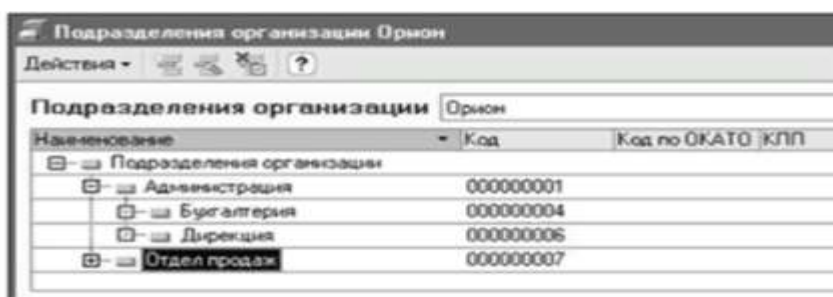 Подразделения организации Орион
Действия
Подразделения организации Орион
Наименование Код Код по ОКАТО КПП
Подразделения организации
Администрация 000000001
Бухгалтерия 000000004
Дирекция 000000006
Отдел продаж 000000007